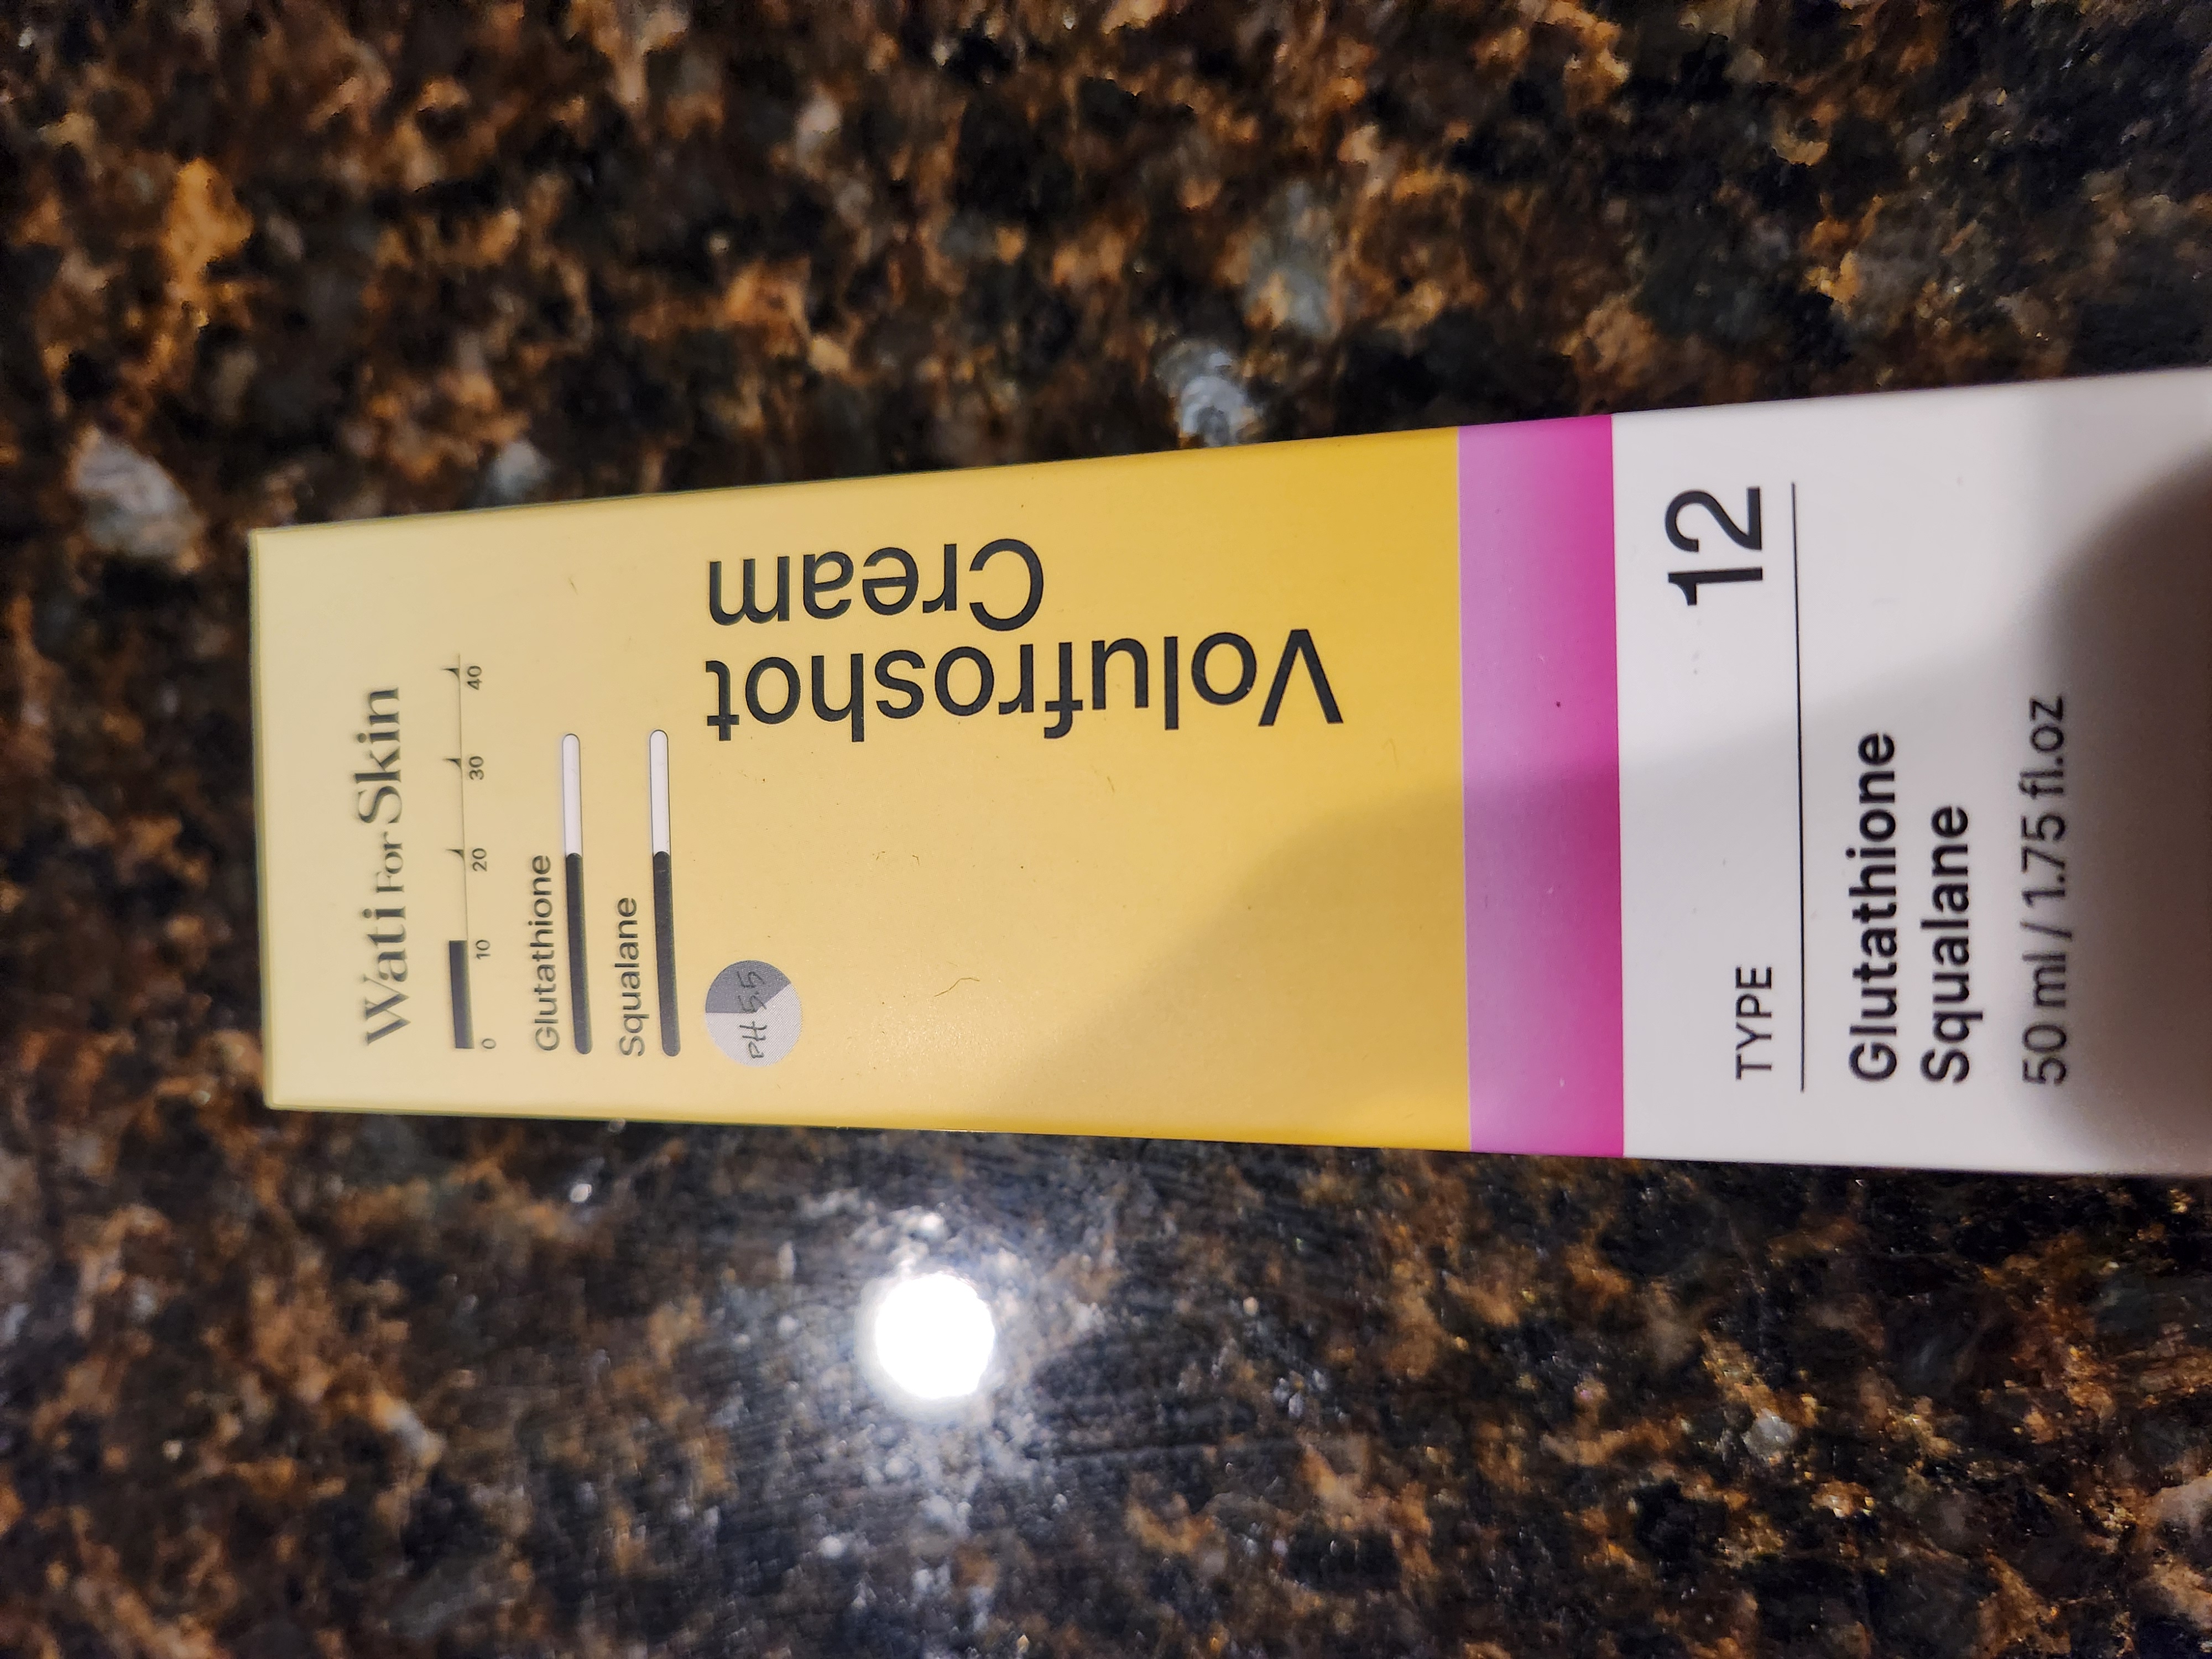 Wati For Skin
0 10 20 30 40
Glutathione
Squalane
PH 5.5
Volufroshot
Cream
TYPE 12
Glutathione
Squalane
50 ml / 1.75 fl.oz